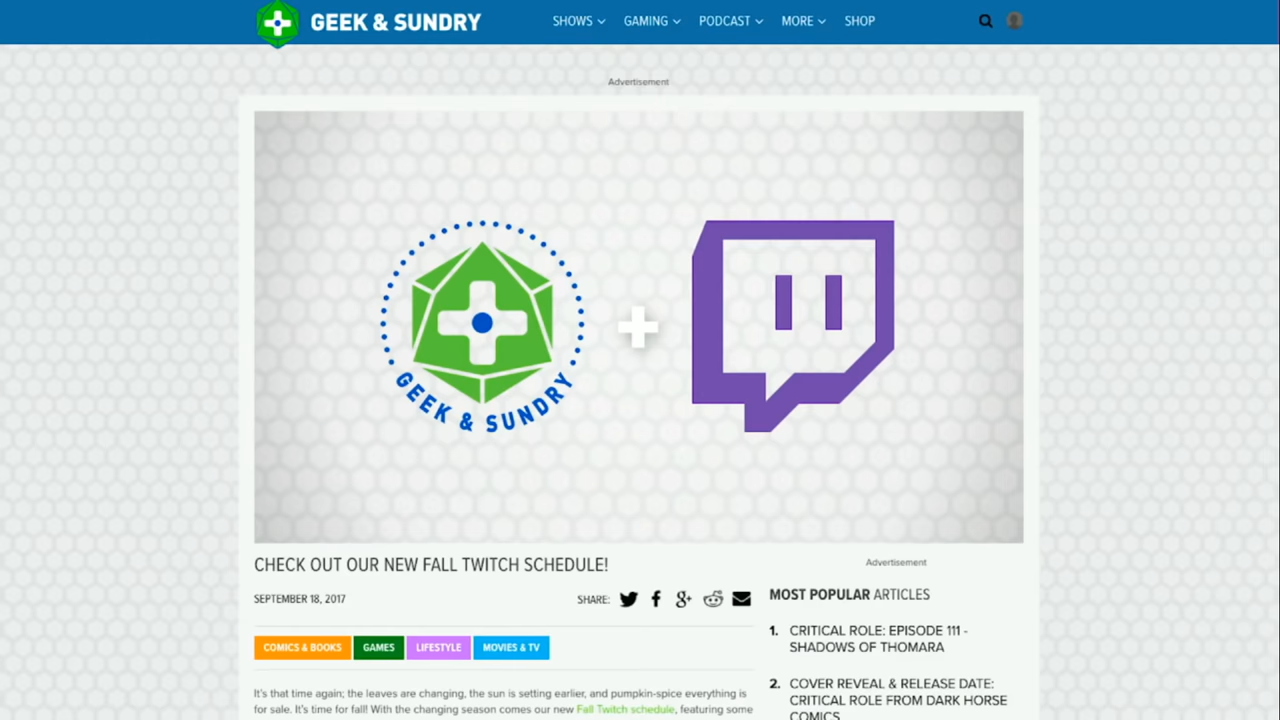 GEEK & SUNDRY
SHOWS GAMING PODCAST MORE SHOP
Advertisement
GEEK & SUNDRY
CHECK OUT OUR NEW FALL TWITCH SCHEDULE!
SEPTEMBER 18, 2017
SHARE:
COMICS & BOOKS GAMES LIFESTYLE MOVIES & TV
It's that time again; the leaves are changing, the sun is setting earlier, and pumpkin-spice everything is
for sale. It's time for fall! With the changing season comes our new Fall Twitch schedule, featuring some
Advertisement
MOST POPULAR ARTICLES
1. CRITICAL ROLE: EPISODE 111 -
SHADOWS OF THOMARA
2. COVER REVEAL & RELEASE DATE:
CRITICAL ROLE FROM DARK HORSE
COMICS